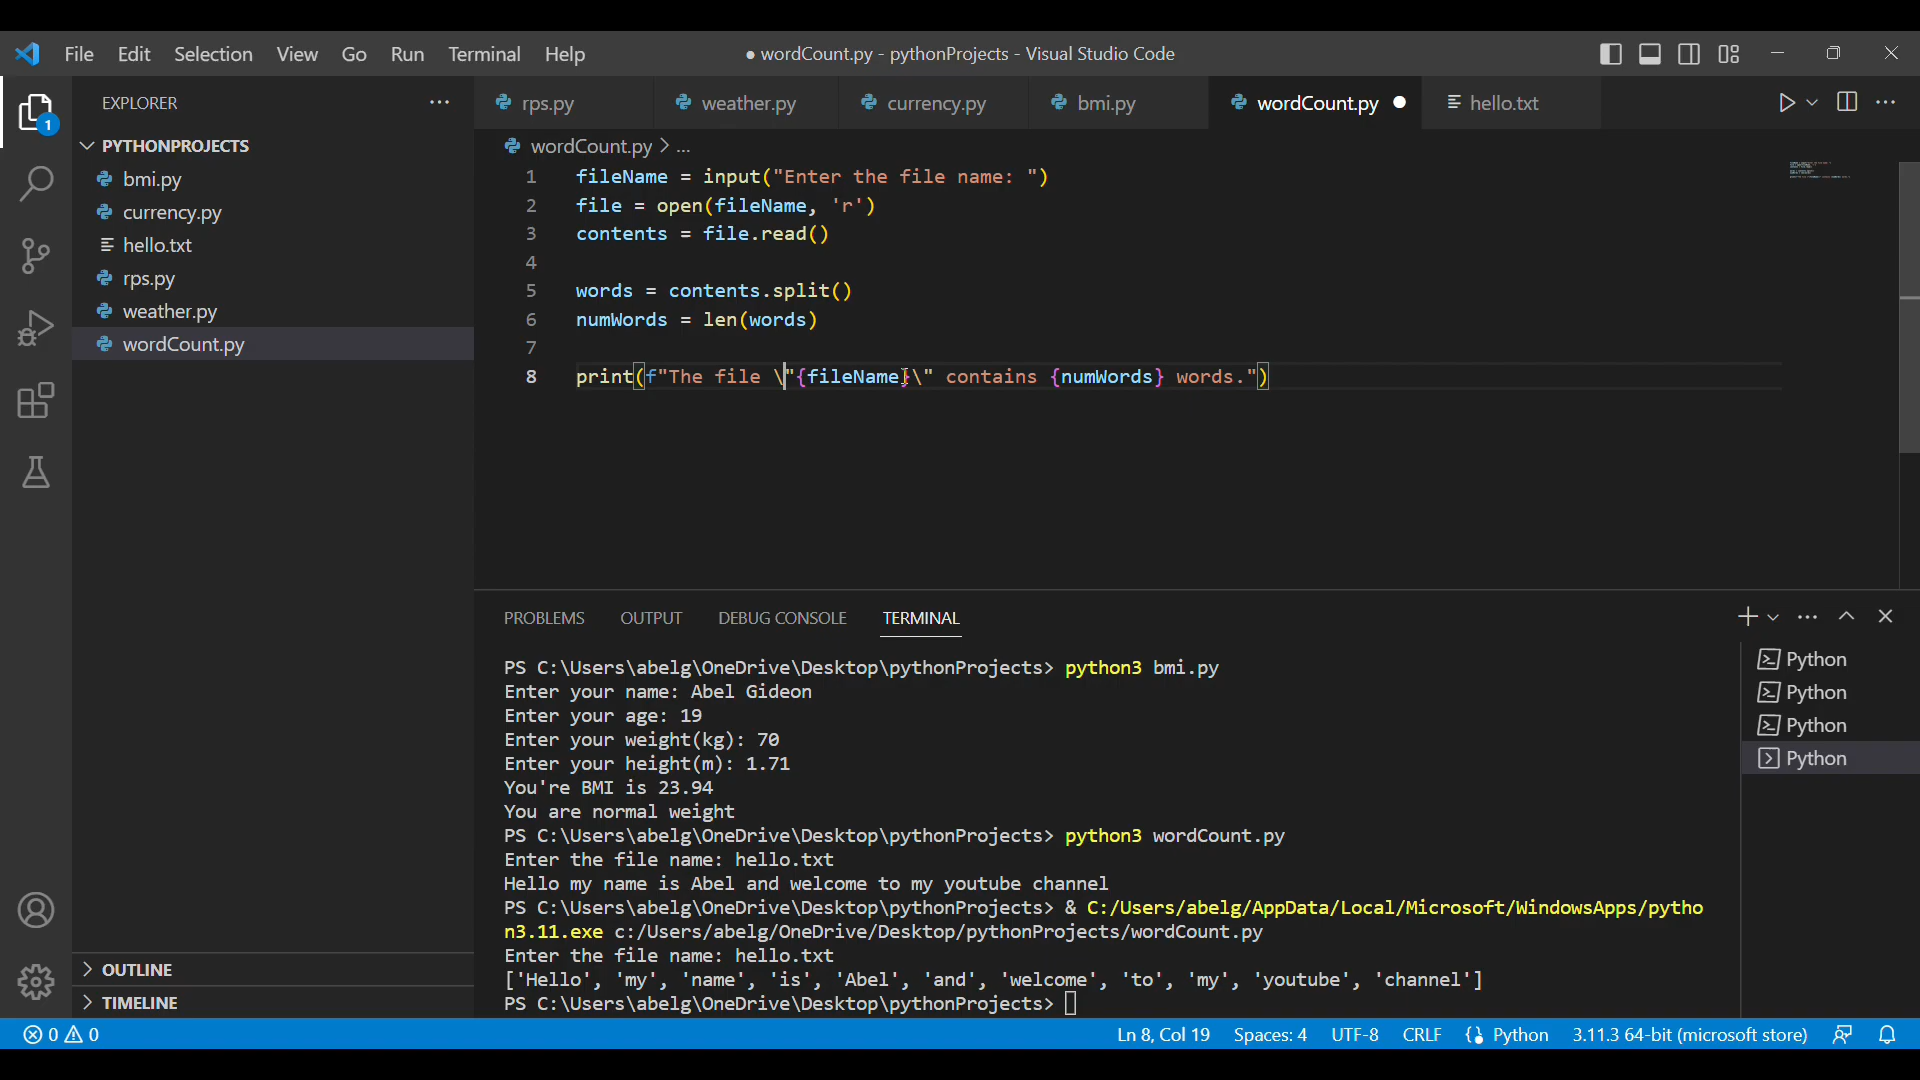 File Edit Selection View Go Run Terminal Help
● wordCount.py - pythonProjects - Visual Studio Code
EXPLORER
1
PYTHONPROJECTS
bmi.py
currency.py
hello.txt
rps.py
weather.py
wordCount.py
OUTLINE
TIMELINE
rps.py weather.py currency.py bmi.py wordCount.py hello.txt
wordCount.py > ...
1 fileName = input("Enter the file name: ")
2 file = open(fileName, 'r')
3 contents = file.read()
4
5 words = contents.split()
6 numWords = len(words)
7
8 print(f"The file \"{fileName}\" contains {numWords} words.")
PROBLEMS OUTPUT DEBUG CONSOLE TERMINAL
PS C:\Users\abelg\OneDrive\Desktop\pythonProjects> python3 bmi.py
Enter your name: Abel Gideon
Enter your age: 19
Enter your weight(kg): 70
Enter your height(m): 1.71
You're BMI is 23.94
You are normal weight
PS C:\Users\abelg\OneDrive\Desktop\pythonProjects> python3 wordCount.py
Enter the file name: hello.txt
Hello my name is Abel and welcome to my youtube channel
PS C:\Users\abelg\OneDrive\Desktop\pythonProjects> & C:/Users/abelg/AppData/Local/Microsoft/WindowsApps/pytho
n3.11.exe c:/Users/abelg/OneDrive/Desktop/pythonProjects/wordCount.py
Enter the file name: hello.txt
['Hello', 'my', 'name', 'is', 'Abel', 'and', 'welcome', 'to', 'my', 'youtube', 'channel']
PS C:\Users\abelg\OneDrive\Desktop\pythonProjects>
Python
Python
Python
Python
0 0 Ln 8, Col 19 Spaces: 4 UTF-8 CRLF Python 3.11.3 64-bit (microsoft store)